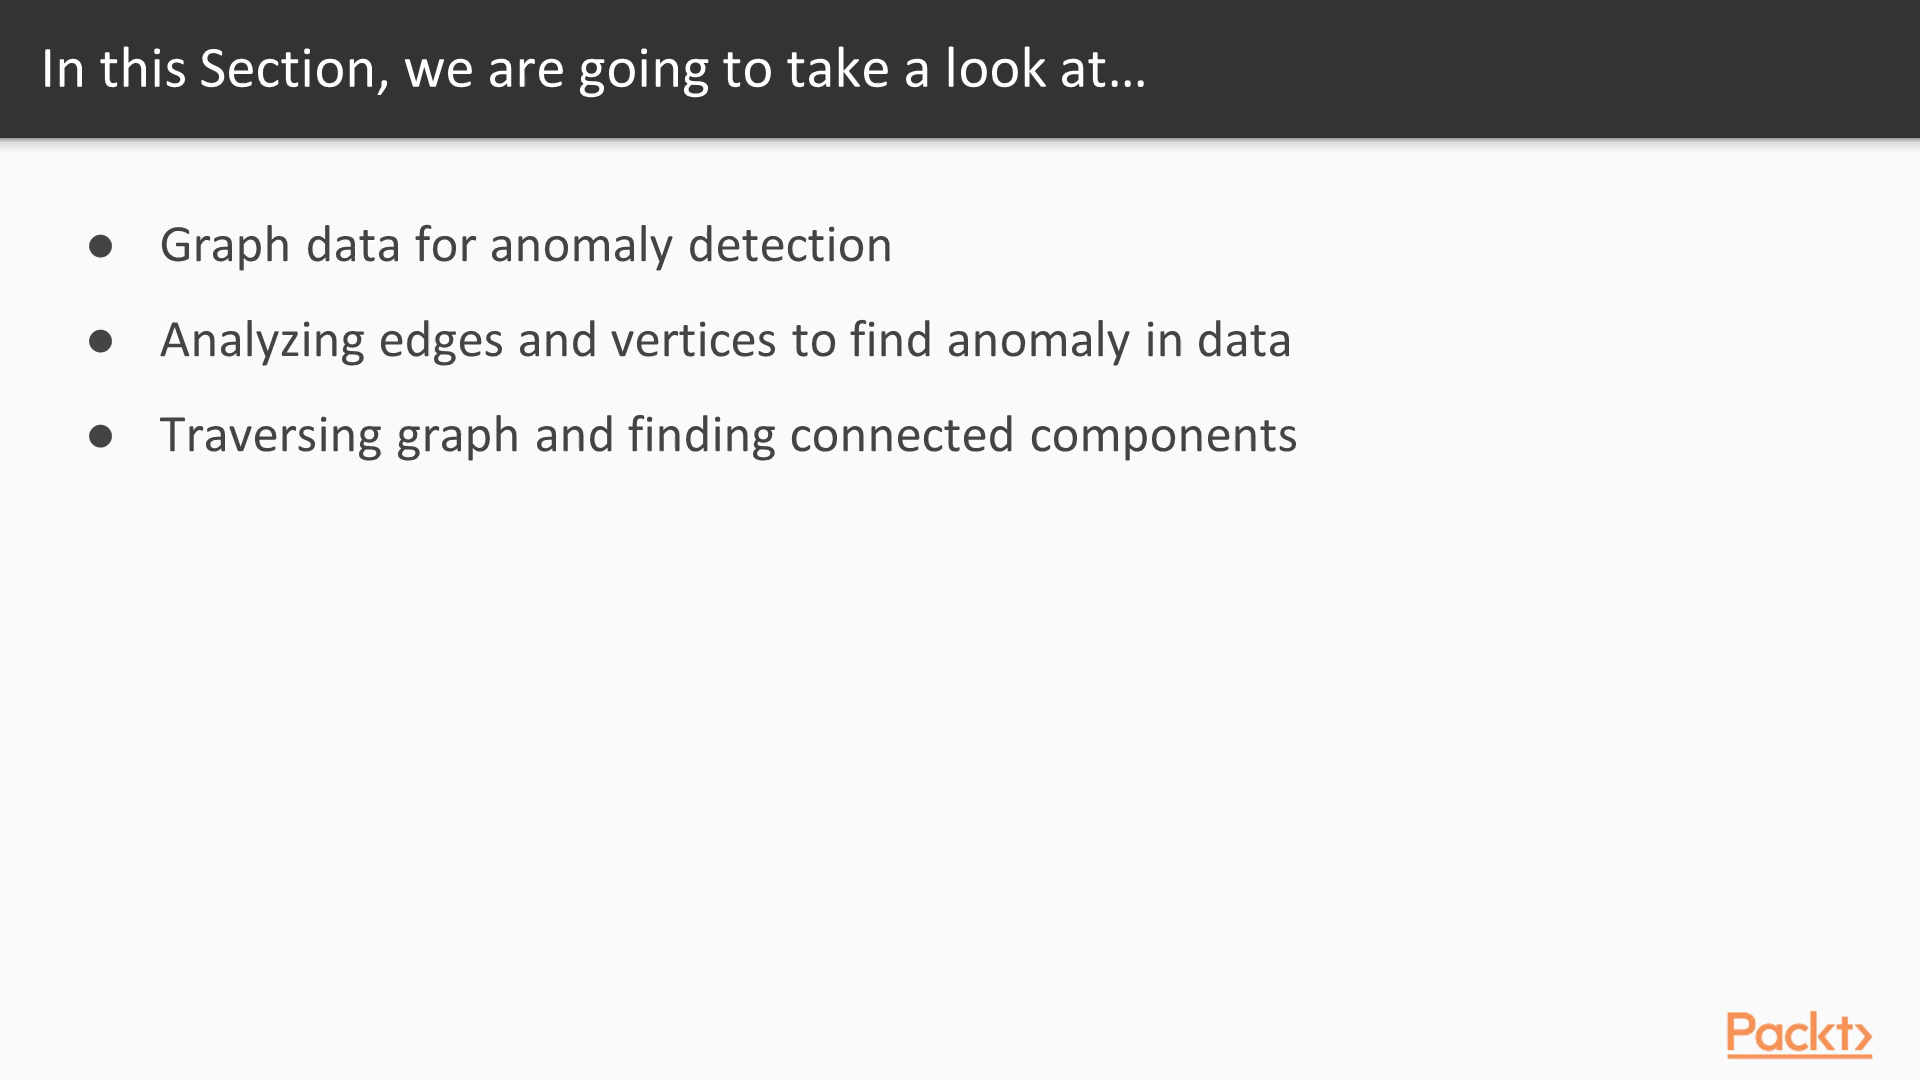 In this Section, we are going to take a look at...
● Graph data for anomaly detection
● Analyzing edges and vertices to find anomaly in data
● Traversing graph and finding connected components
Packt>